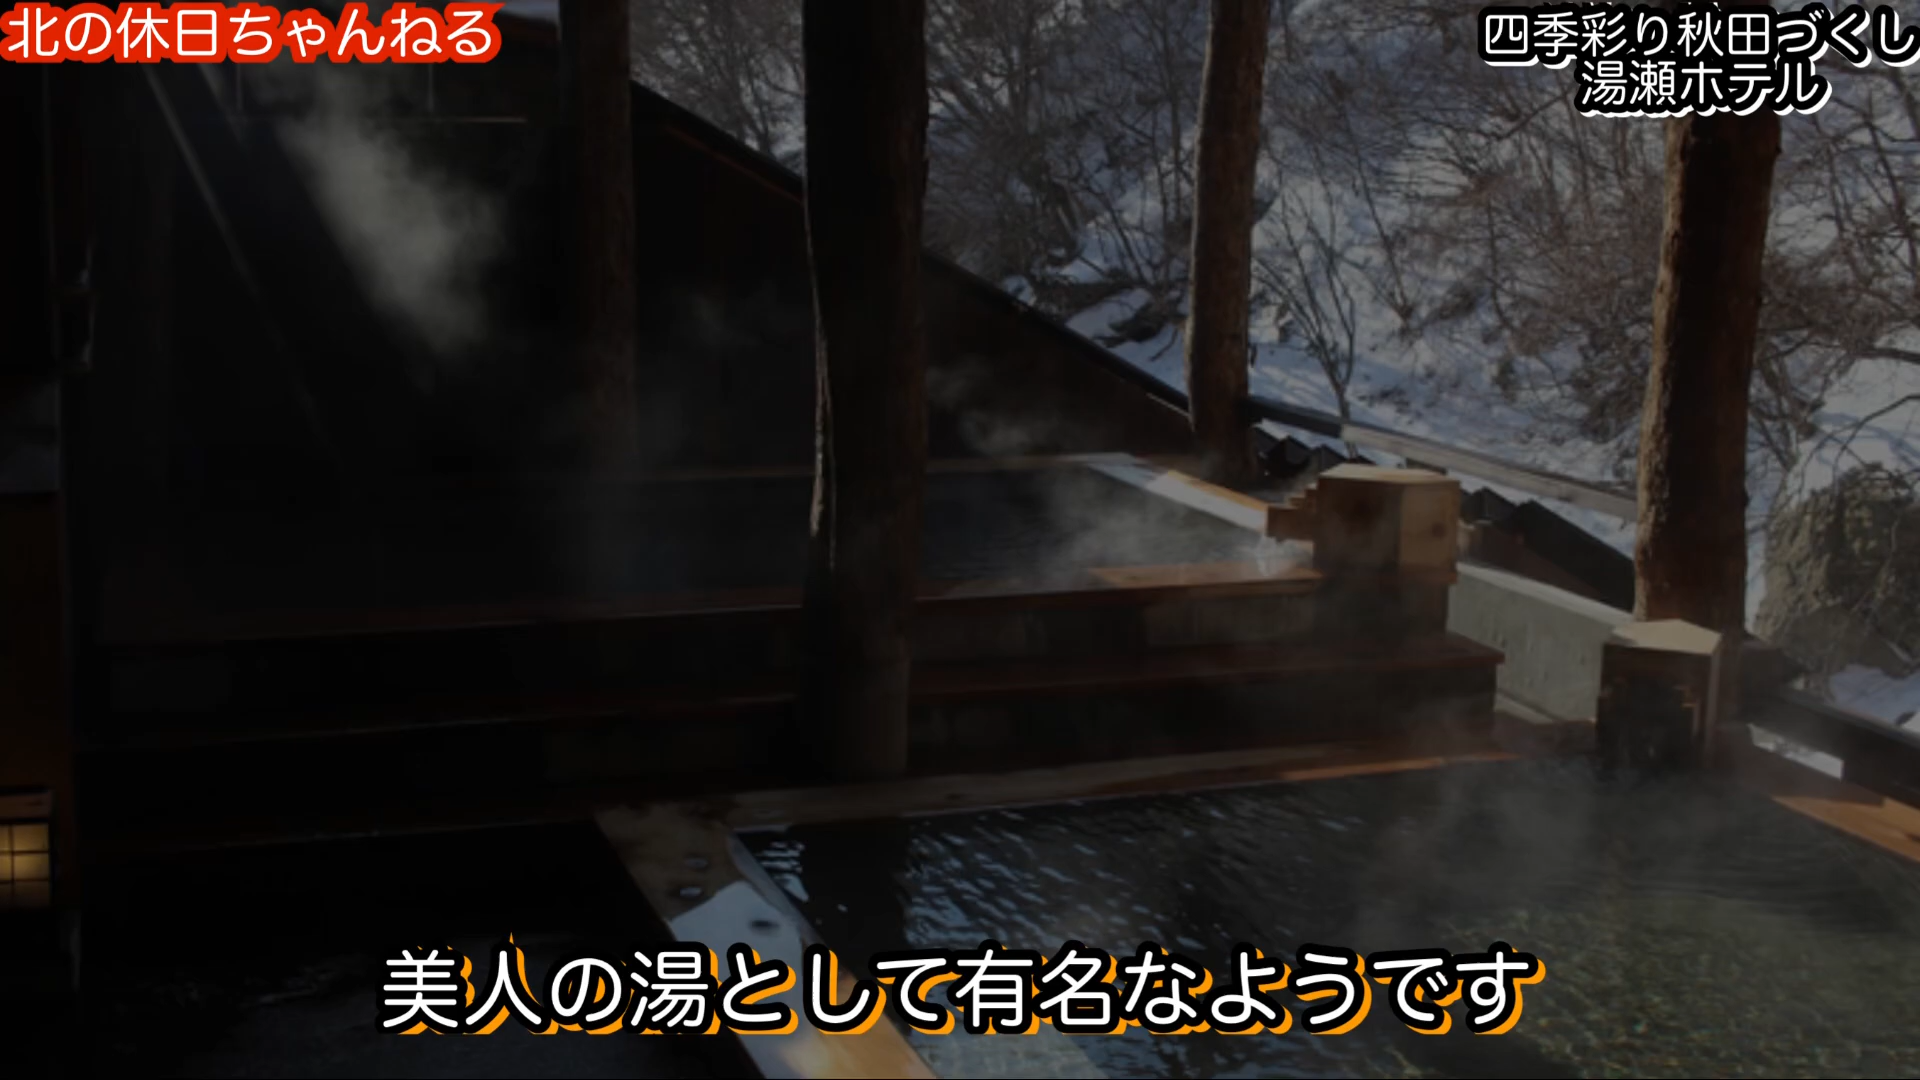 北の休日ちゃんねる
四季彩り秋田づくし
湯瀬ホテル
美人の湯として有名なようです